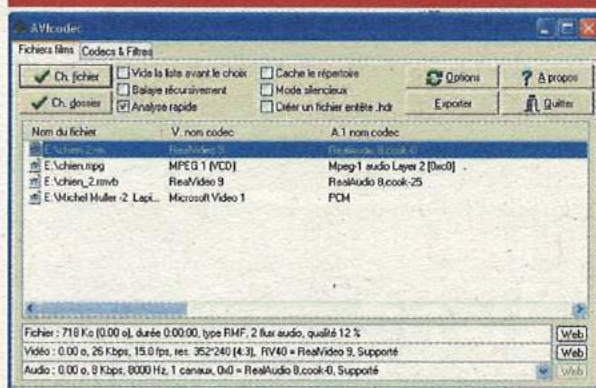 AVIcodec
Fichiers films Codecs & Filtres
Ch. fichier Vide la liste avant le choix Cache le répertoire Options A propos
Balaye récursivement Mode silencieux
Ch. dossier Analyse rapide Créer un fichier entête .hdr Exporter Quitter
Nom du fichier V. nom codec A.1 nom codec
RealVideo 9 RealAudio 8,cook-0
E:\chien.mpg MPEG 1 (VCD) Mpeg-1 audio Layer 2 [0xc0]
E:\chien_2.rmvb RealVideo 9 RealAudio 8,cook-25
E:\Michel Muller -2 Lapi... Microsoft Video 1 PCM
Fichier : 718 Ko (0.00 o), durée 0:00:00, type RMF, 2 flux audio, qualité 12 % Web
Vidéo : 0.00 o, 26 Kbps, 15.0 fps, res. 352*240 (4:3), RV40 = RealVideo 9, Supporté Web
Audio : 0.00 o, 8 Kbps, 8000 Hz, 1 canaux, 0x0 = RealAudio 8,cook-0, Supporté Web